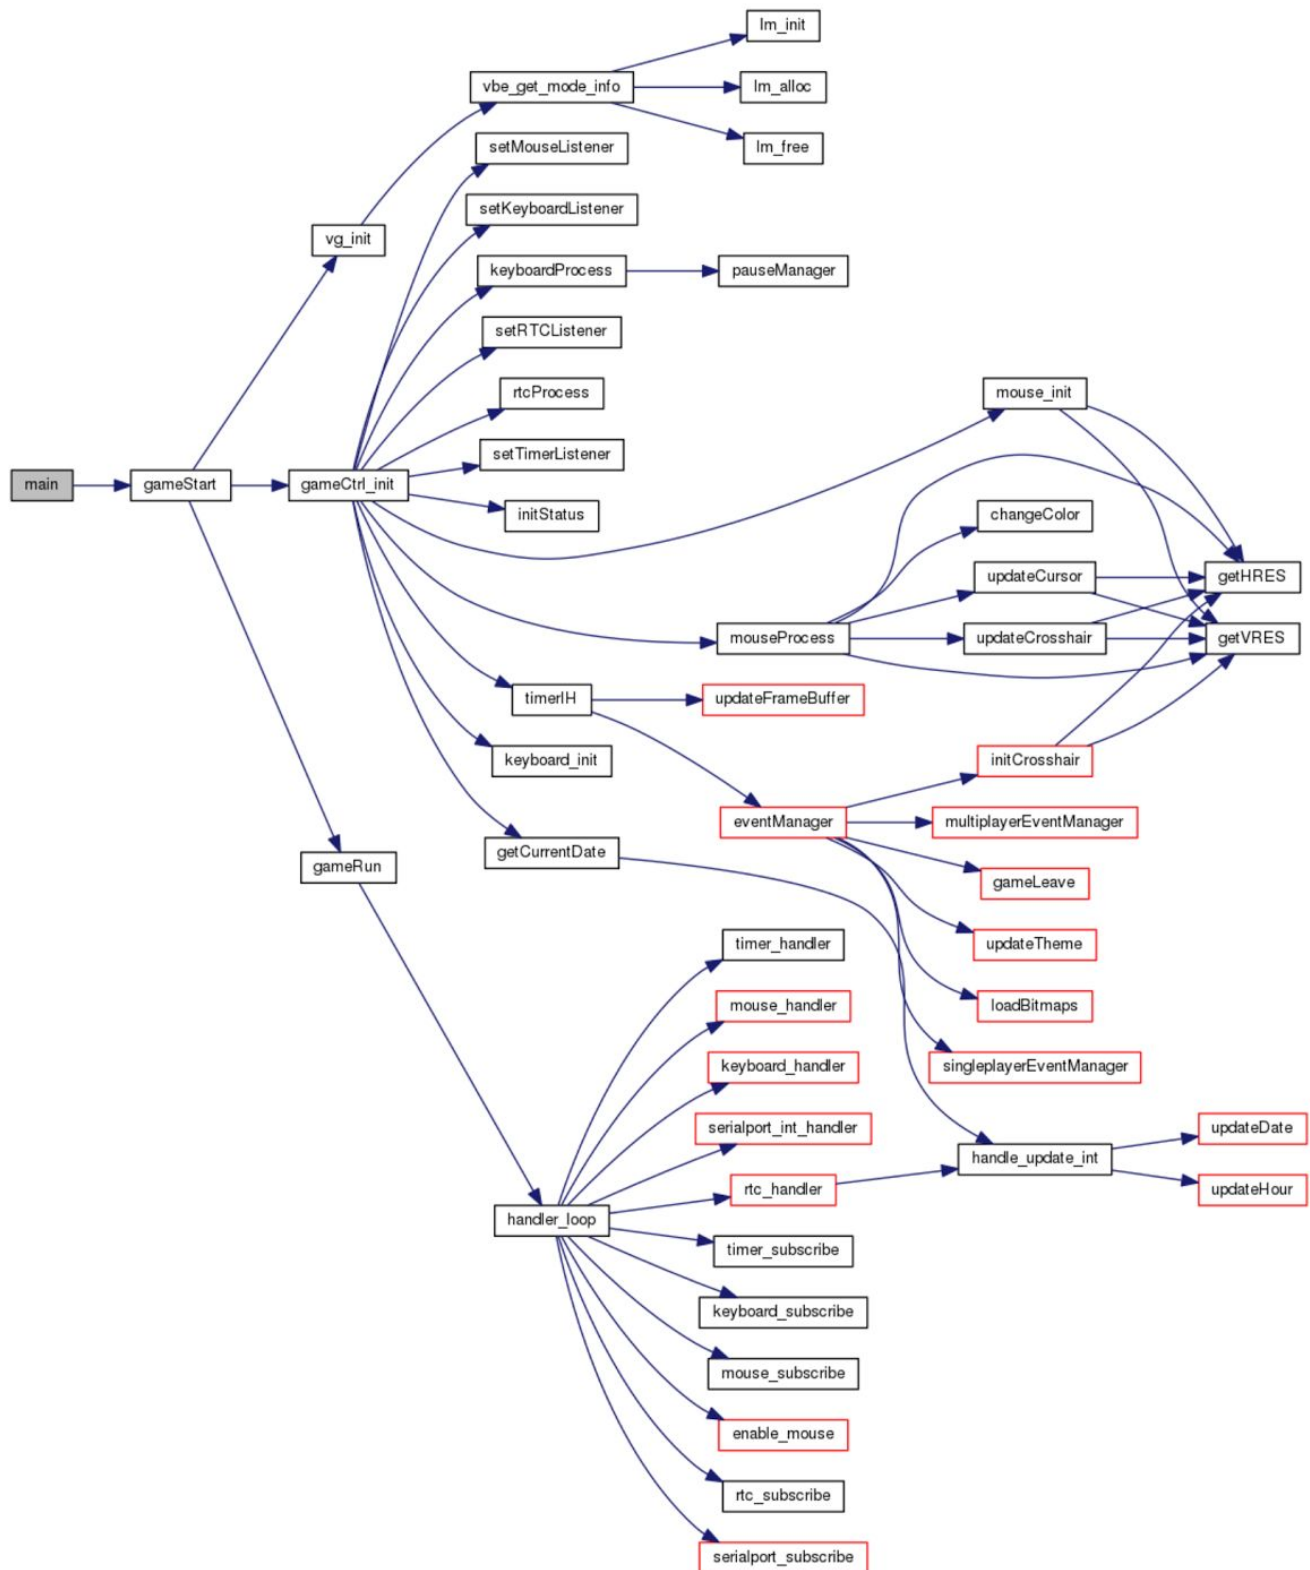 lm_init
vbe_get_mode_info
lm_alloc
setMouseListener
lm_free
setKeyboardListener
vg_init
keyboardProcess
pauseManager
setRTCListener
rtcProcess
mouse_init
setTimerListener
main
gameStart
gameCtrl_init
initStatus
changeColor
updateCursor
getHRES
mouseProcess
updateCrosshair
getVRES
timerIH
updateFrameBuffer
keyboard_init
initCrosshair
eventManager
multiplayerEventManager
getCurrentDate
gameRun
gameLeave
timer_handler
updateTheme
mouse_handler
loadBitmaps
keyboard_handler
singleplayerEventManager
serialport_int_handler
updateDate
handle_update_int
rtc_handler
updateHour
handler_loop
timer_subscribe
keyboard_subscribe
mouse_subscribe
enable_mouse
rtc_subscribe
serialport_subscribe